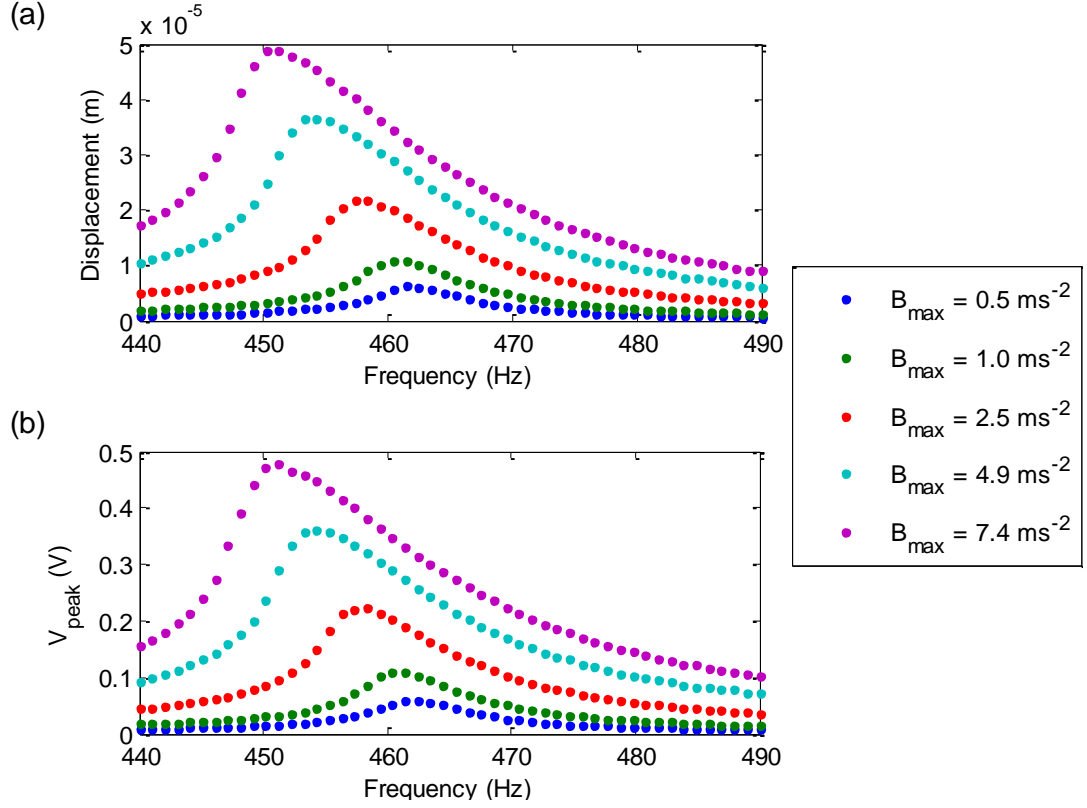 (a)
x 10^-5
5
4
3
2
1
0
Displacement (m)
440 450 460 470 480 490
Frequency (Hz)
(b)
0.5
0.4
0.3
0.2
0.1
0
V_peak (V)
440 450 460 470 480 490
Frequency (Hz)
B_max = 0.5 ms^-2
B_max = 1.0 ms^-2
B_max = 2.5 ms^-2
B_max = 4.9 ms^-2
B_max = 7.4 ms^-2